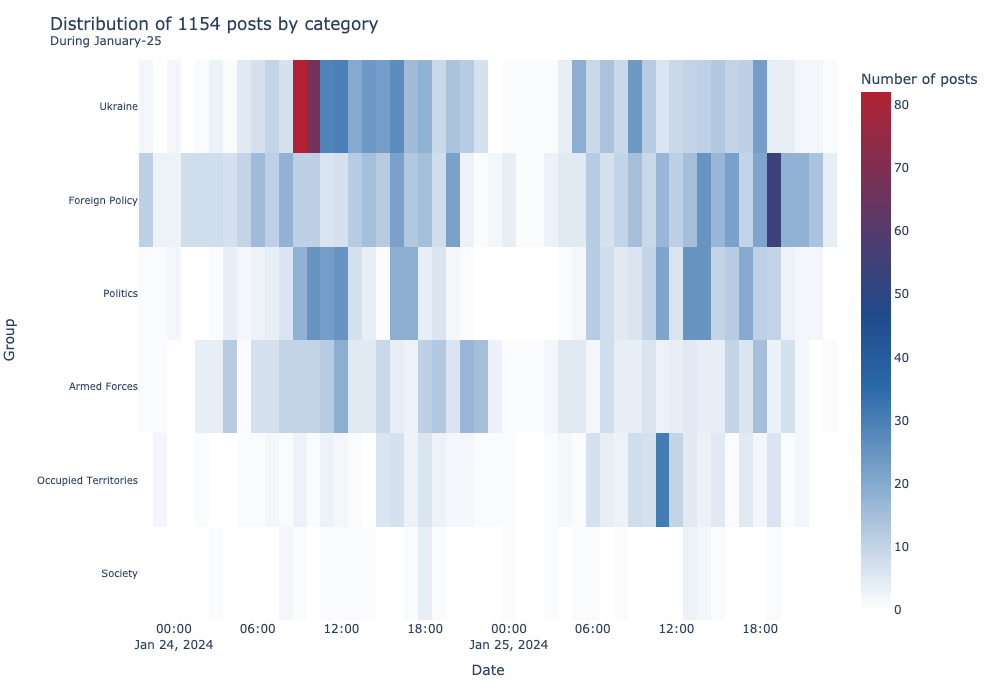 Distribution of 1154 posts by category
During January-25
Number of posts
80
70
60
50
40
30
20
10
0
Group
Ukraine
Foreign Policy
Politics
Armed Forces
Occupied Territories
Society
00:00 06:00 12:00 18:00 00:00 06:00 12:00 18:00
Jan 24, 2024 Jan 25, 2024
Date